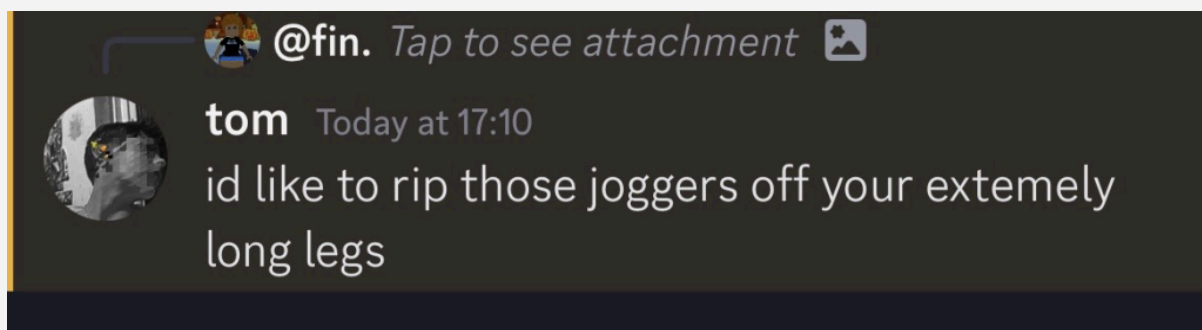 @fin. Tap to see attachment
tom Today at 17:10
id like to rip those joggers off your extemely
long legs